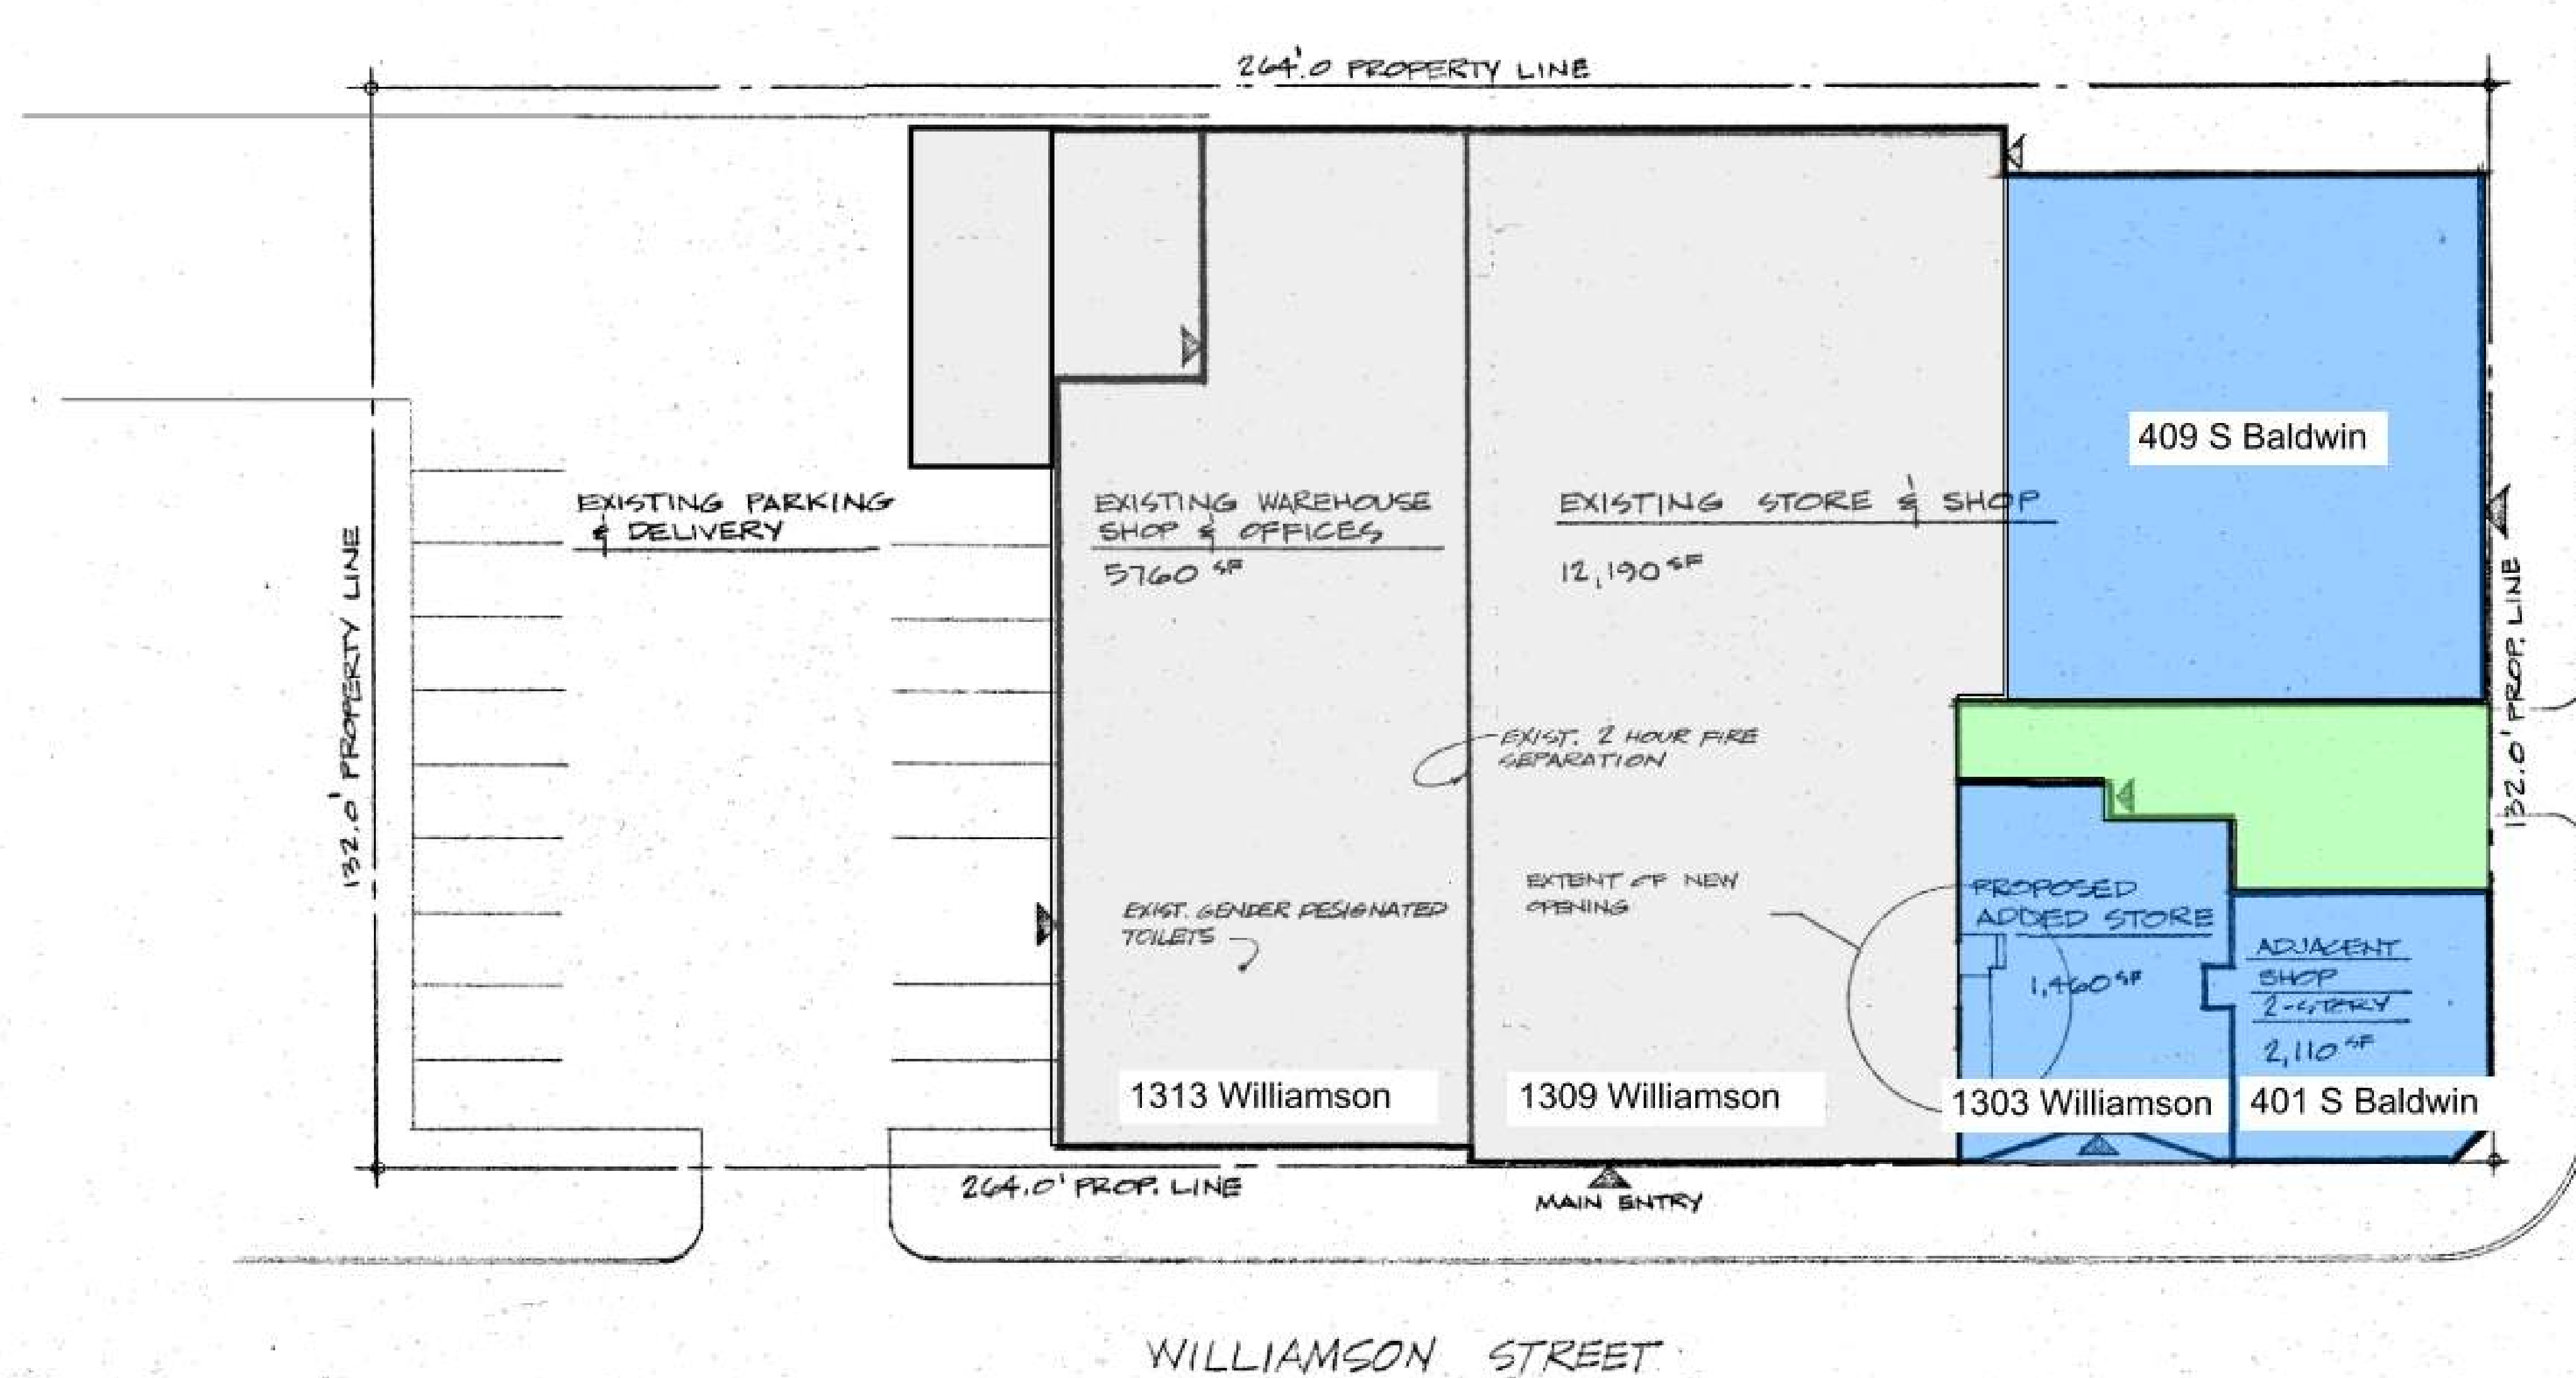 264'.0 PROPERTY LINE
409 S Baldwin
EXISTING PARKING
& DELIVERY
EXISTING WAREHOUSE
SHOP & OFFICES
5760 SF
EXISTING STORE & SHOP
12,190 SF
132.0' PROPERTY LINE
132.0' PROP. LINE
EXIST. 2 HOUR FIRE
SEPARATION
EXTENT OF NEW
OPENING
EXIST. GENDER DESIGNATED
TOILETS
PROPOSED
ADDED STORE
1,460 SF
ADJACENT
SHOP
2-STORY
2,110 SF
1313 Williamson
1309 Williamson
1303 Williamson
401 S Baldwin
264.0' PROP. LINE
MAIN ENTRY
WILLIAMSON STREET